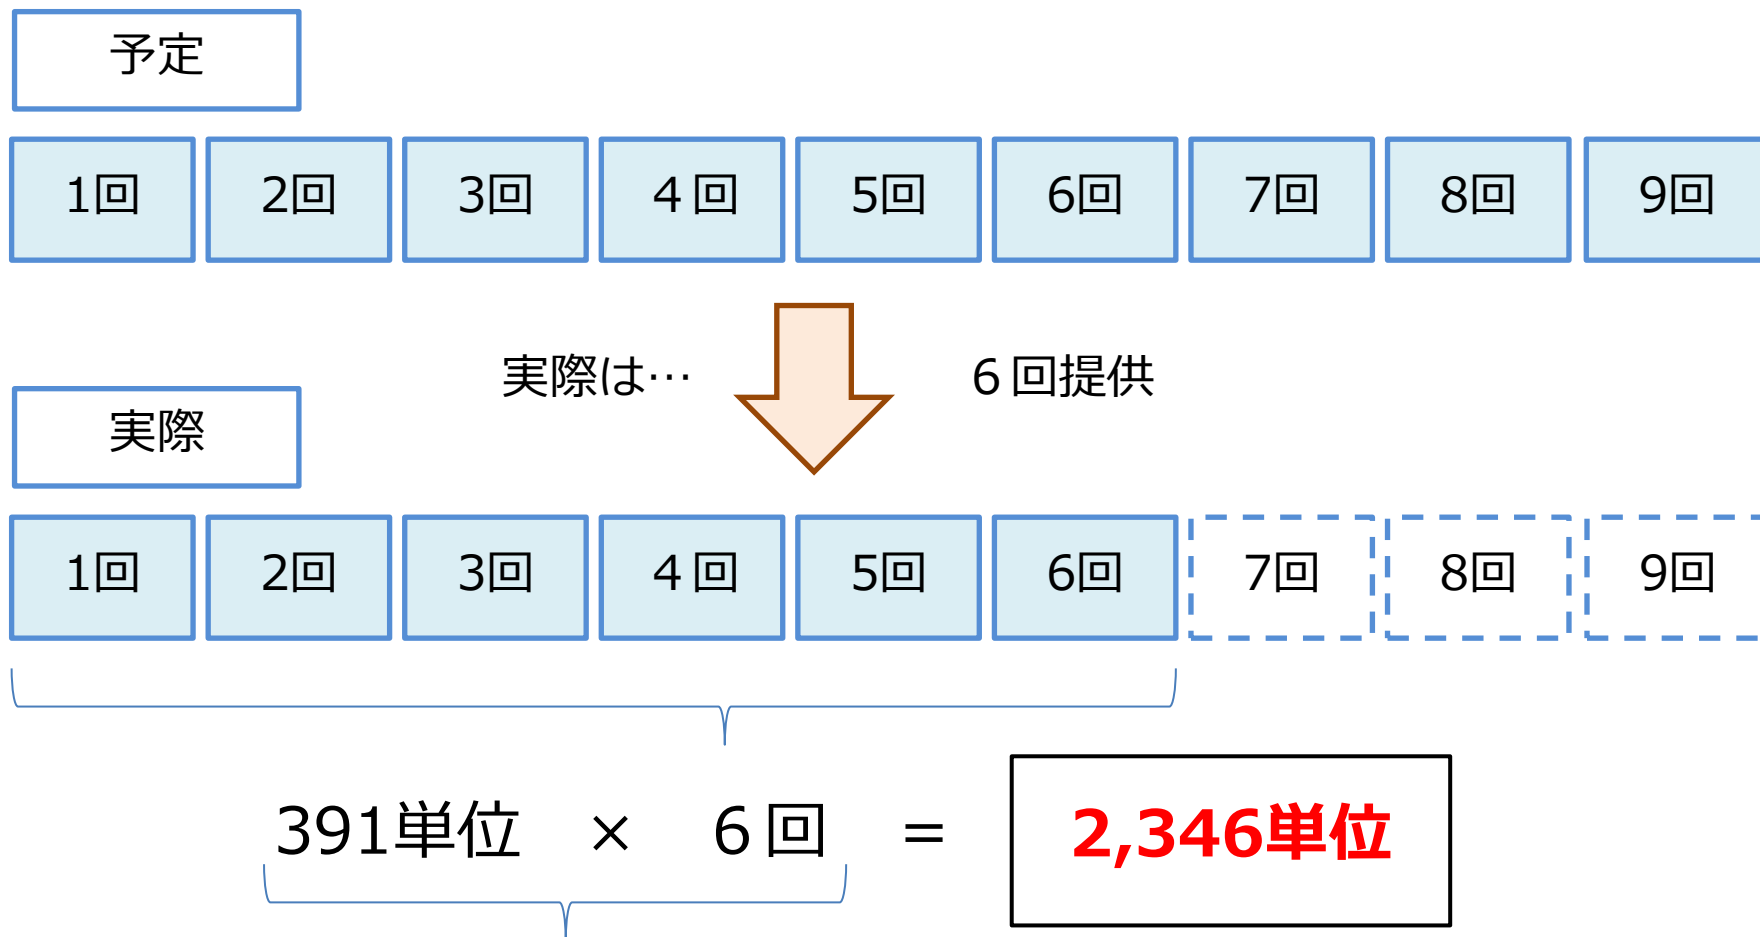 予定
1回 2回 3回 4回 5回 6回 7回 8回 9回
実際は… 6回提供
実際
1回 2回 3回 4回 5回 6回 7回 8回 9回
391単位 × 6回 = 2,346単位